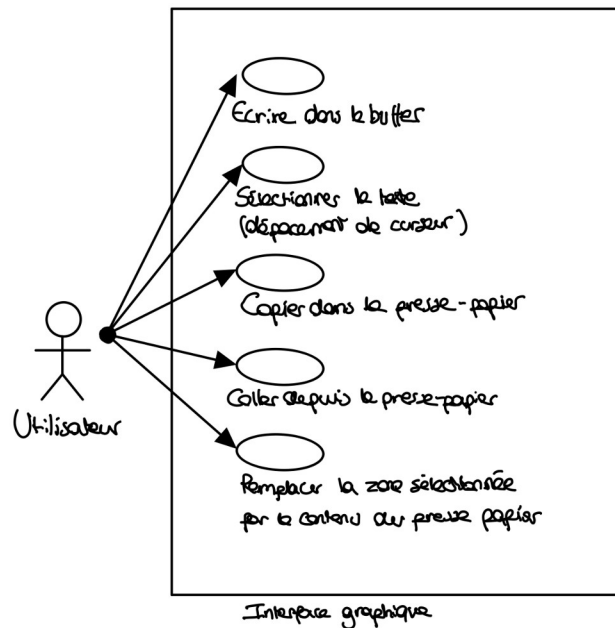 Ecrire dans le buffer
Sélectionner le texte
(déplacement de curseur)
Copier dans le presse-papier
Coller depuis le presse-papier
Utilisateur
Remplacer la zone sélectionnée
par le contenu du presse papier
Interface graphique